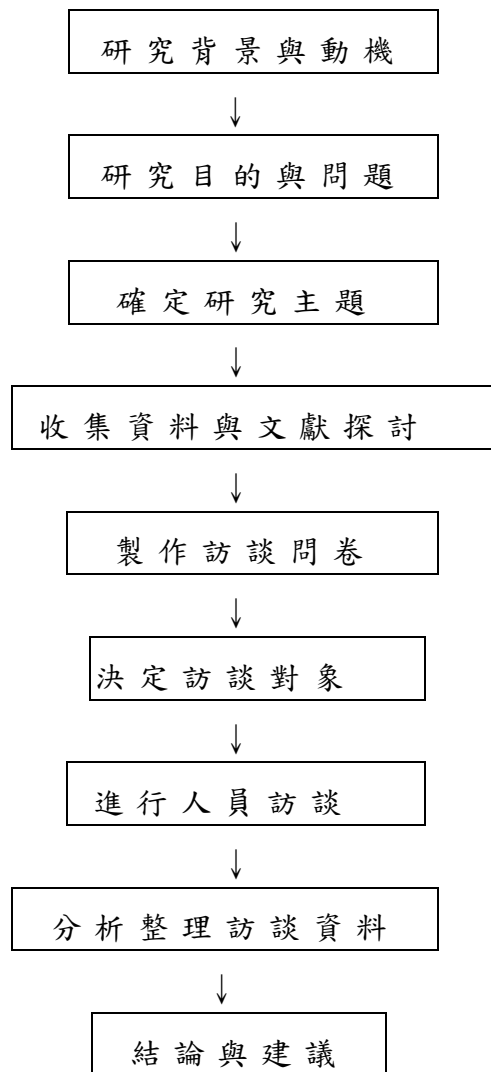 研究背景與動機
↓
研究目的與問題
↓
確定研究主題
↓
收集資料與文獻探討
↓
製作訪談問卷
↓
決定訪談對象
↓
進行人員訪談
↓
分析整理訪談資料
↓
結論與建議